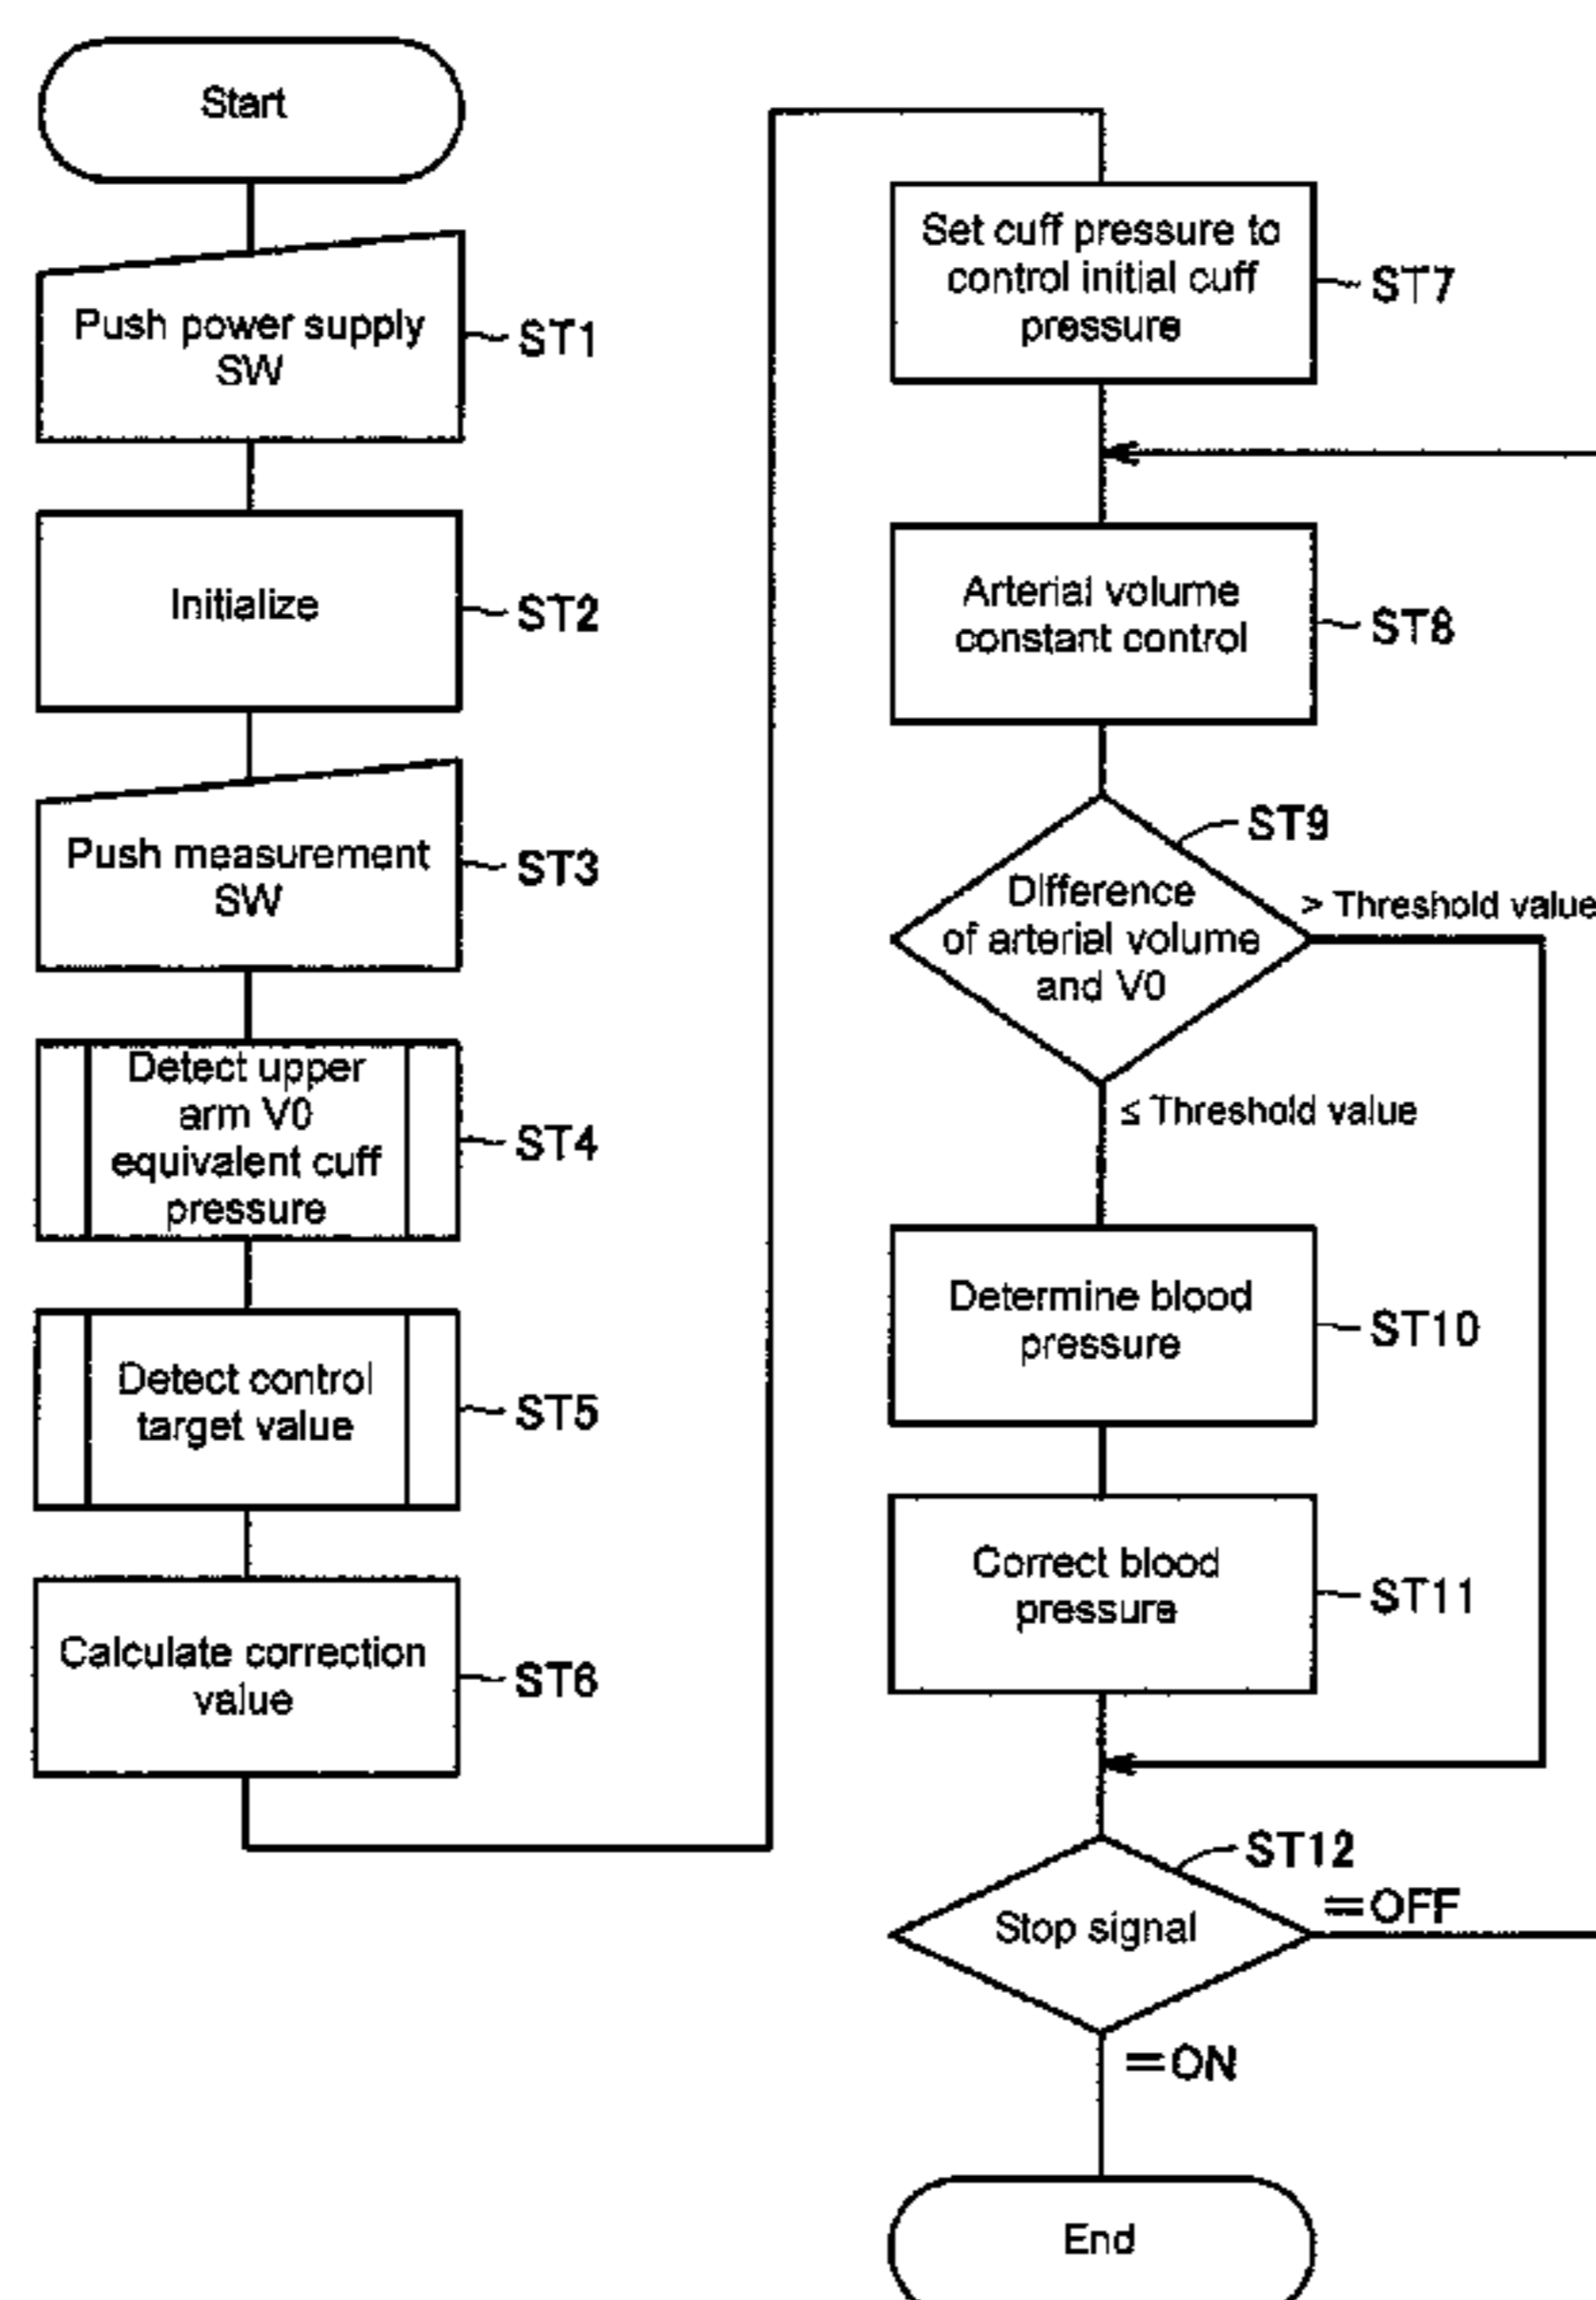 Start
Push power supply
SW
ST1
Initialize
ST2
Push measurement
SW
ST3
Detect upper
arm V0
equivalent cuff
pressure
ST4
Detect control
target value
ST5
Calculate correction
value
ST6
Set cuff pressure to
control initial cuff
pressure
ST7
Arterial volume
constant control
ST8
ST9
Difference
of arterial volume
and V0
> Threshold value
≤ Threshold value
Determine blood
pressure
ST10
Correct blood
pressure
ST11
ST12
Stop signal
=OFF
=ON
End